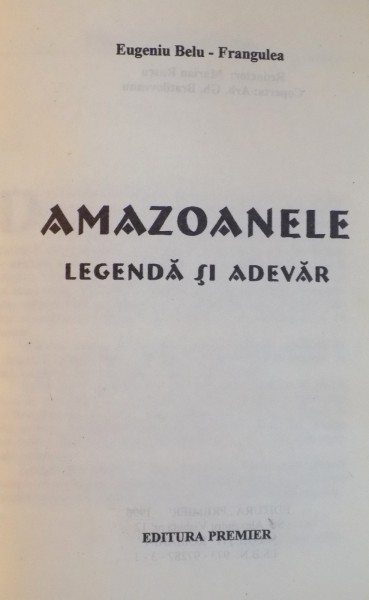 Eugeniu Belu - Frangulea
AMAZOANELE
LEGENDĂ ŞI ADEVĂR
EDITURA PREMIER